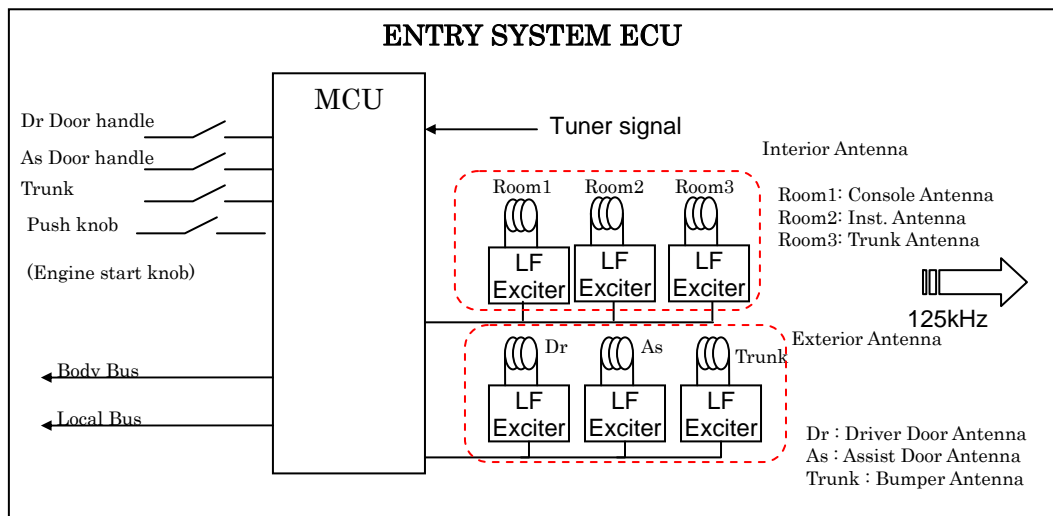 ENTRY SYSTEM ECU
MCU
Dr Door handle
As Door handle
Trunk
Push knob
(Engine start knob)
Body Bus
Local Bus
Tuner signal
Interior Antenna
Room1
Room2
Room3
LF
Exciter
LF
Exciter
LF
Exciter
Room1: Console Antenna
Room2: Inst. Antenna
Room3: Trunk Antenna
125kHz
Exterior Antenna
Dr
As
Trunk
LF
Exciter
LF
Exciter
LF
Exciter
Dr : Driver Door Antenna
As : Assist Door Antenna
Trunk : Bumper Antenna